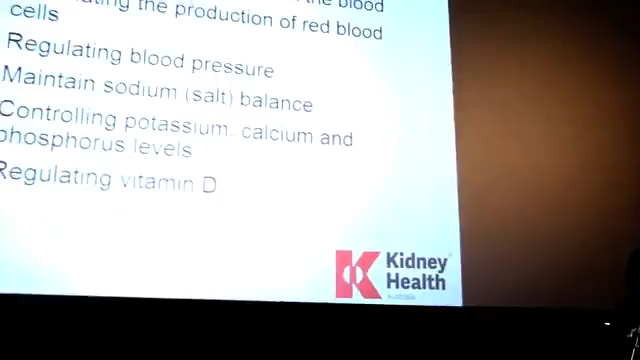 the blood
the production of red blood
cells
Regulating blood pressure
Maintain sodium (salt) balance
Controlling potassium, calcium and
phosphorus levels
Regulating vitamin D
Kidney
Health
Australia